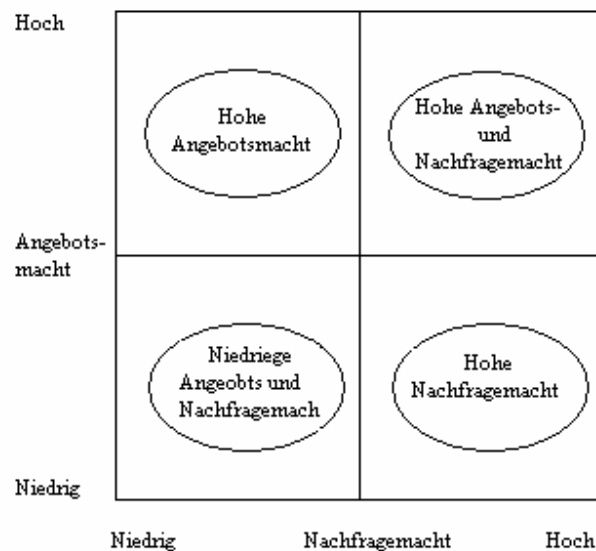 Hoch
Hohe
Angebotsmacht
Hohe Angebots-
und
Nachfragemacht
Angebots-
macht
Niedriege
Angeobts und
Nachfragemach
Hohe
Nachfragemacht
Niedrig
Niedrig Nachfragemacht Hoch